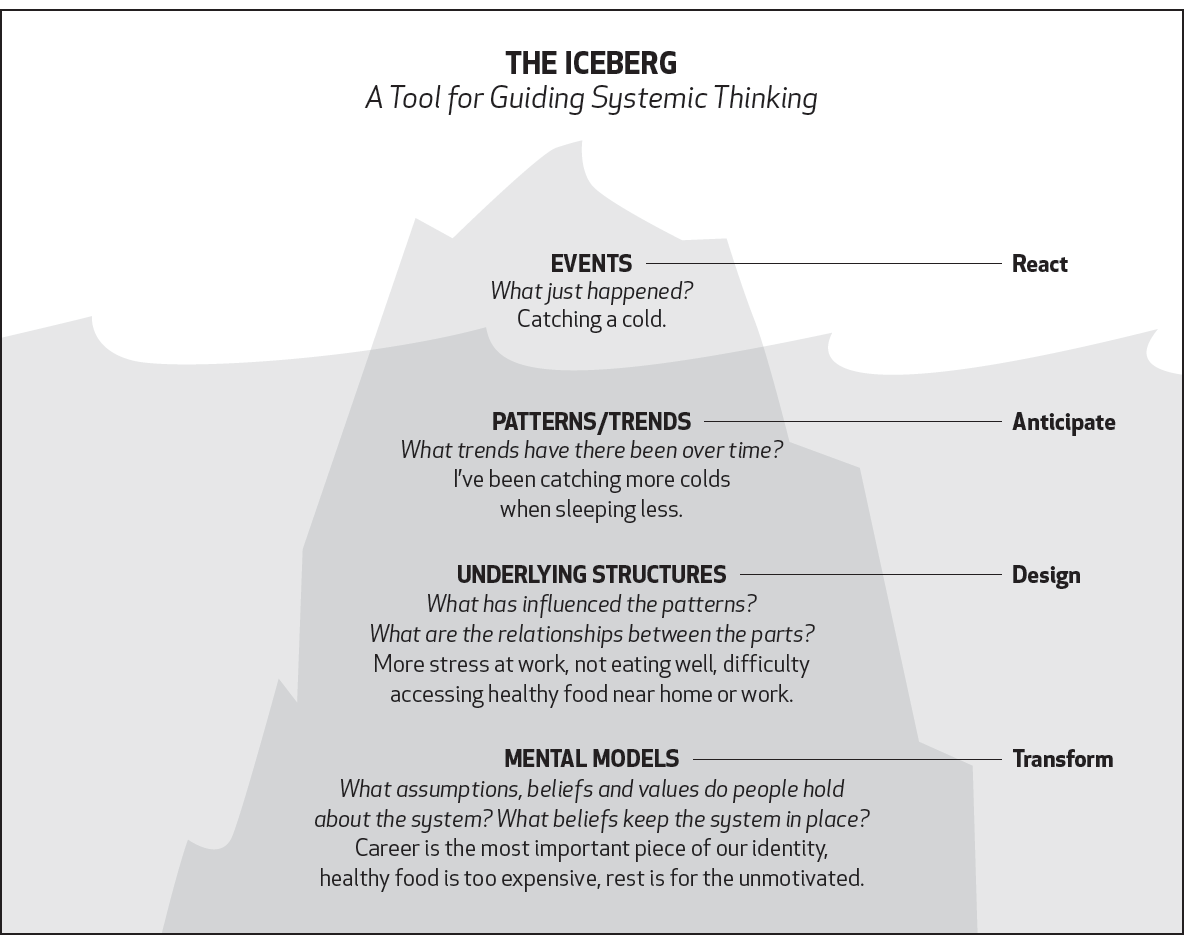 THE ICEBERG
A Tool for Guiding Systemic Thinking
EVENTS
React
What just happened?
Catching a cold.
PATTERNS/TRENDS
Anticipate
What trends have there been over time?
I've been catching more colds
when sleeping less.
UNDERLYING STRUCTURES
Design
What has influenced the patterns?
What are the relationships between the parts?
More stress at work, not eating well, difficulty
accessing healthy food near home or work.
MENTAL MODELS
Transform
What assumptions, beliefs and values do people hold
about the system? What beliefs keep the system in place?
Career is the most important piece of our identity,
healthy food is too expensive, rest is for the unmotivated.